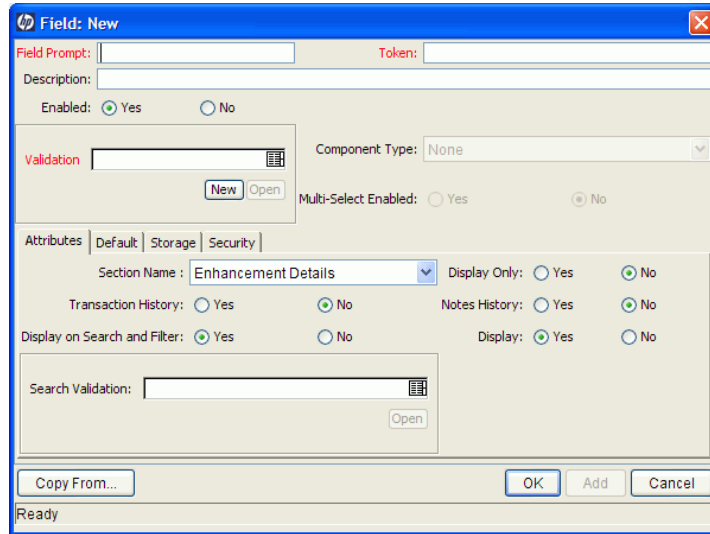 hp Field: New
Field Prompt: Token:
Description:
Enabled: Yes No
Validation
New Open
Component Type: None
Multi-Select Enabled: Yes No
Attributes Default Storage Security
Section Name : Enhancement Details Display Only: Yes No
Transaction History: Yes No Notes History: Yes No
Display on Search and Filter: Yes No Display: Yes No
Search Validation:
Open
Copy From... OK Add Cancel
Ready